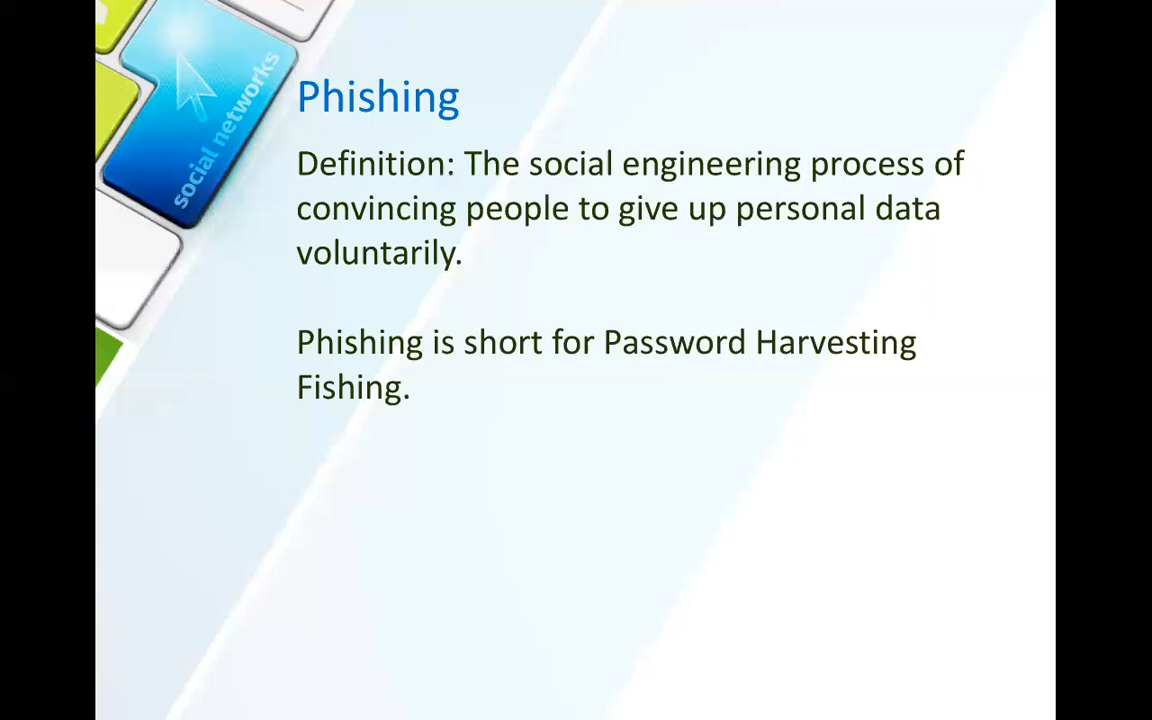 social networks
Phishing
Definition: The social engineering process of
convincing people to give up personal data
voluntarily.
Phishing is short for Password Harvesting
Fishing.